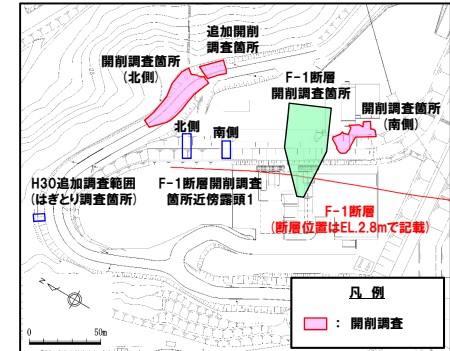 追加開削
調査箇所
開削調査箇所
(北側)
F-1断層
開削調査箇所
開削調査箇所
(南側)
北側
南側
H30追加調査範囲
(はぎとり調査箇所)
F-1断層開削調査
箇所近傍露頭1
F-1断層
(断層位置はEL.2.8mで記載)
N
0 50m
凡 例
: 開削調査